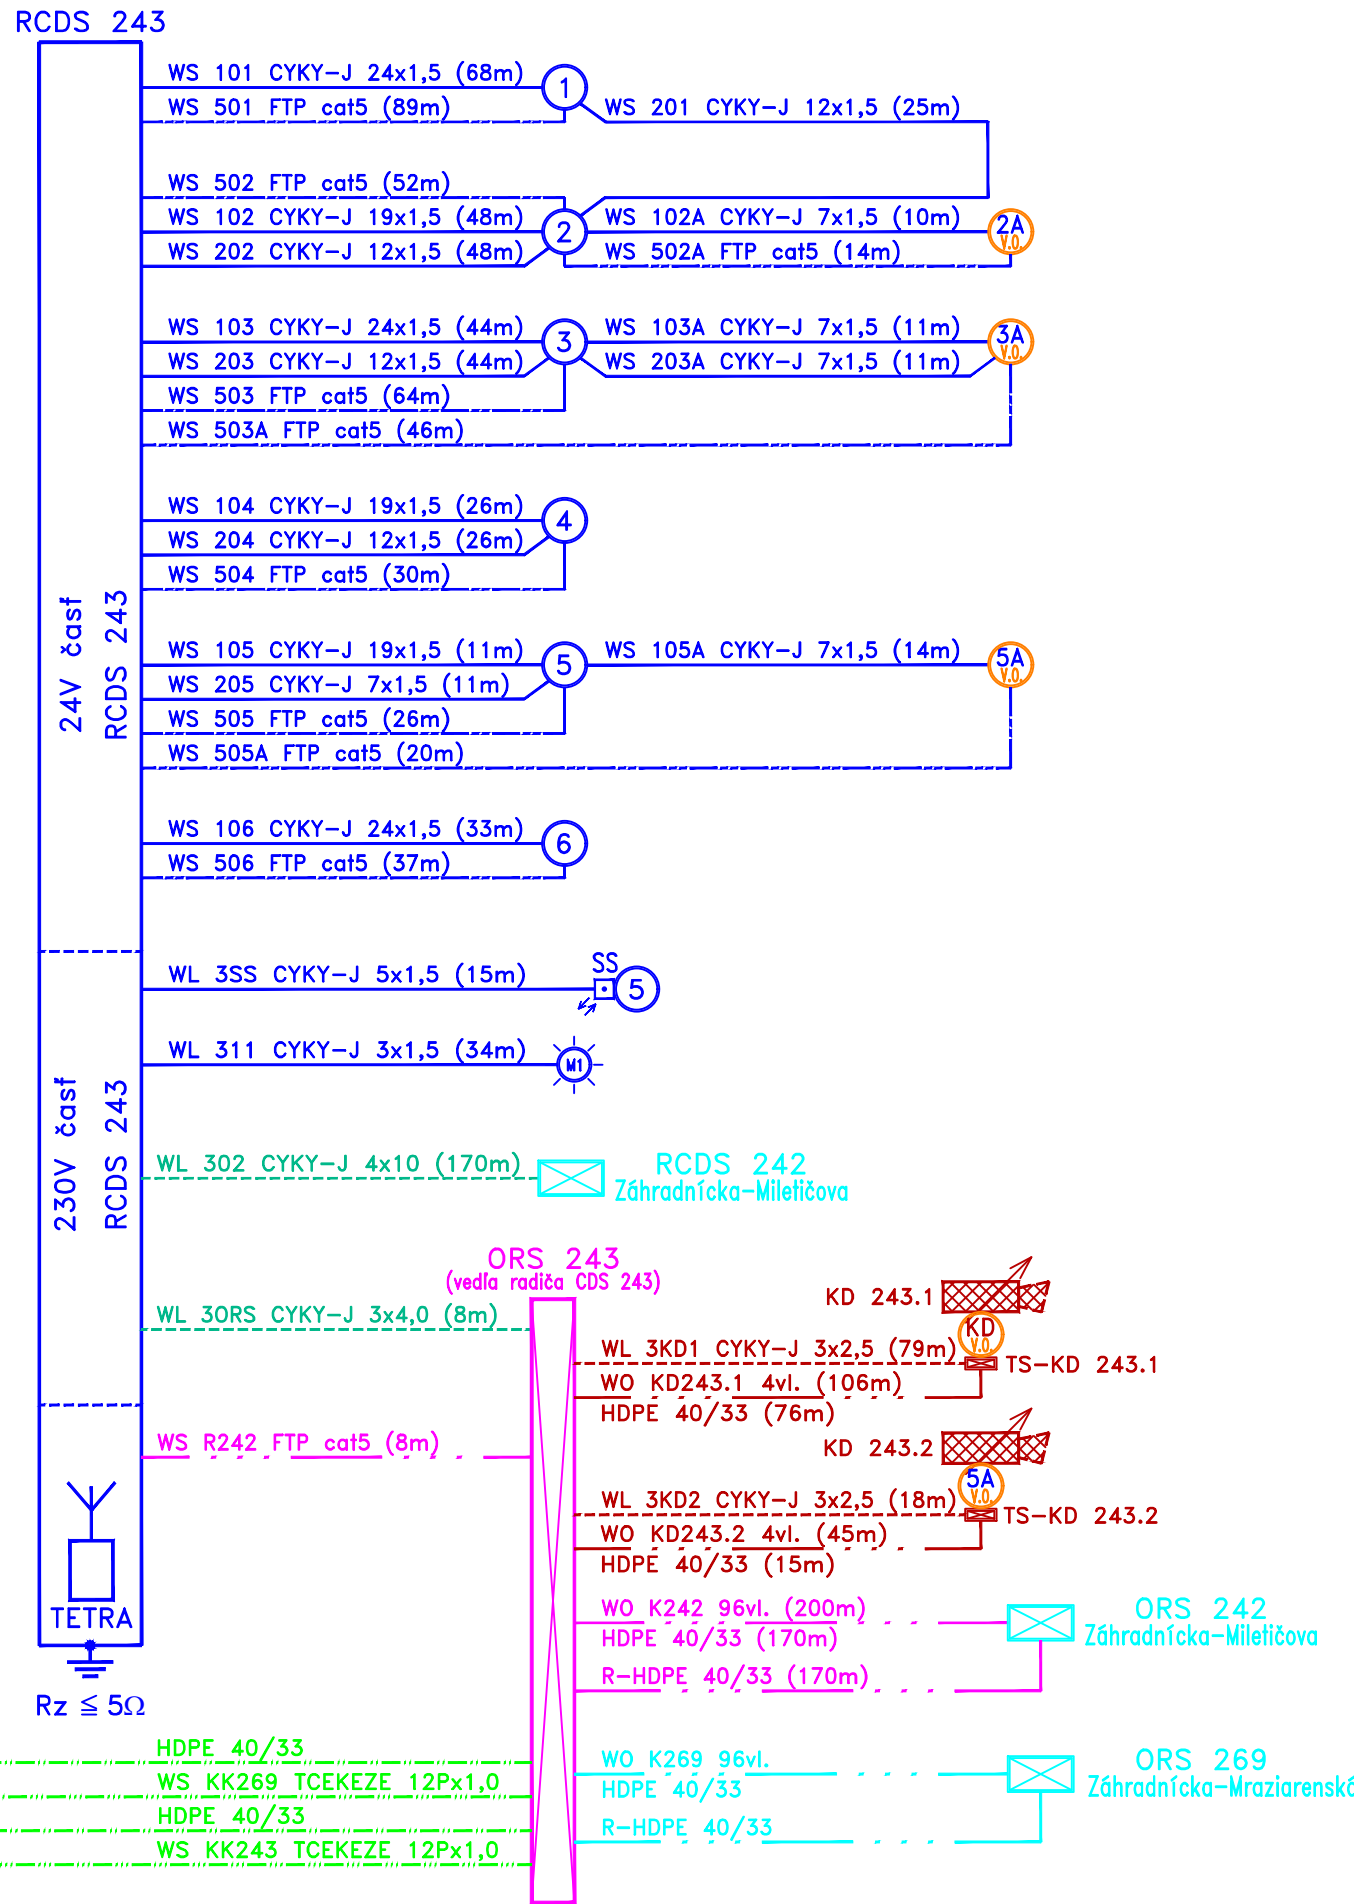 RCDS 243
WS 101 CYKY-J 24x1,5 (68m)
1
WS 501 FTP cat5 (89m)
WS 201 CYKY-J 12x1,5 (25m)
WS 502 FTP cat5 (52m)
WS 102 CYKY-J 19x1,5 (48m)
2
WS 102A CYKY-J 7x1,5 (10m)
2A
V.O.
WS 202 CYKY-J 12x1,5 (48m)
WS 502A FTP cat5 (14m)
WS 103 CYKY-J 24x1,5 (44m)
3
WS 103A CYKY-J 7x1,5 (11m)
3A
V.O.
WS 203 CYKY-J 12x1,5 (44m)
WS 203A CYKY-J 7x1,5 (11m)
WS 503 FTP cat5 (64m)
WS 503A FTP cat5 (46m)
WS 104 CYKY-J 19x1,5 (26m)
4
WS 204 CYKY-J 12x1,5 (26m)
WS 504 FTP cat5 (30m)
24V časť
RCDS 243
WS 105 CYKY-J 19x1,5 (11m)
5
WS 105A CYKY-J 7x1,5 (14m)
5A
V.O.
WS 205 CYKY-J 7x1,5 (11m)
WS 505 FTP cat5 (26m)
WS 505A FTP cat5 (20m)
WS 106 CYKY-J 24x1,5 (33m)
6
WS 506 FTP cat5 (37m)
WL 3SS CYKY-J 5x1,5 (15m)
SS
5
WL 311 CYKY-J 3x1,5 (34m)
M1
230V časť
RCDS 243
WL 302 CYKY-J 4x10 (170m)
RCDS 242
Záhradnícka-Miletičova
ORS 243
(vedľa radiča CDS 243)
WL 3ORS CYKY-J 3x4,0 (8m)
KD 243.1
KD
V.O.
WL 3KD1 CYKY-J 3x2,5 (79m)
TS-KD 243.1
WO KD243.1 4vl. (106m)
HDPE 40/33 (76m)
WS R242 FTP cat5 (8m)
KD 243.2
5A
V.O.
WL 3KD2 CYKY-J 3x2,5 (18m)
TS-KD 243.2
WO KD243.2 4vl. (45m)
HDPE 40/33 (15m)
TETRA
WO K242 96vl. (200m)
HDPE 40/33 (170m)
ORS 242
Záhradnícka-Miletičova
R-HDPE 40/33 (170m)
Rz ≦ 5Ω
HDPE 40/33
WS KK269 TCEKEZE 12Px1,0
HDPE 40/33
WS KK243 TCEKEZE 12Px1,0
WO K269 96vl.
HDPE 40/33
ORS 269
Záhradnícka-Mraziarenská
R-HDPE 40/33